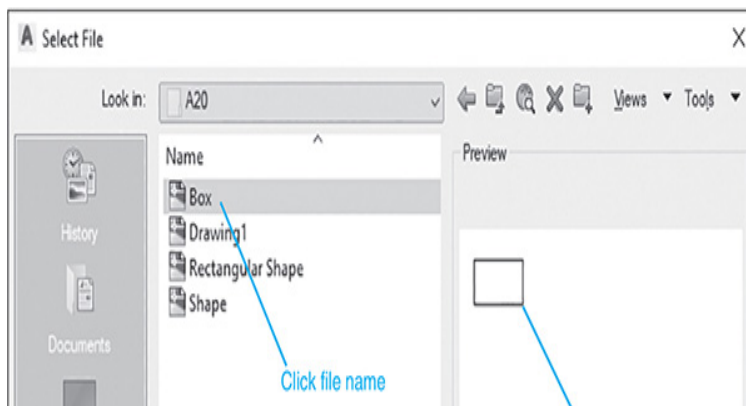 A Select File X
Look in: A20 Views Tools
Name Preview
Box
Drawing1
Rectangular Shape
Shape
History
Documents
Click file name